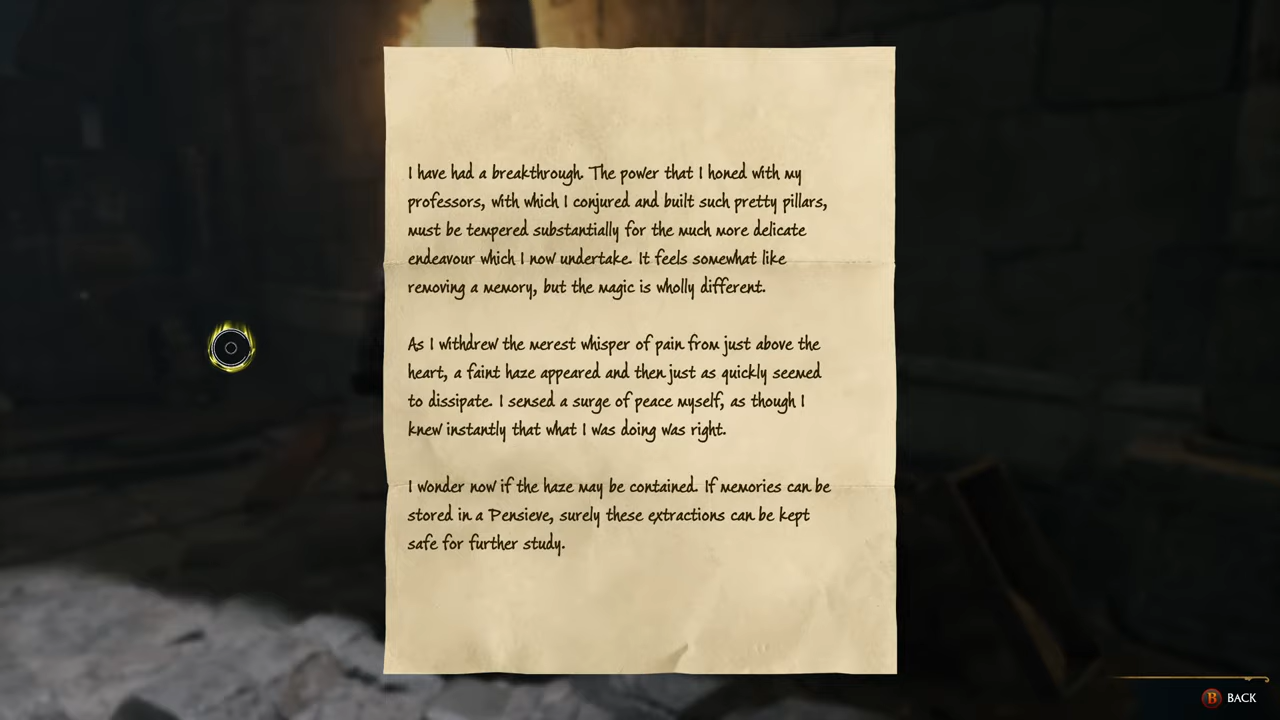 I have had a breakthrough. The power that I honed with my
professors, with which I conjured and built such pretty pillars,
must be tempered substantially for the much more delicate
endeavour which I now undertake. It feels somewhat like
removing a memory, but the magic is wholly different.
As I withdrew the merest whisper of pain from just above the
heart, a faint haze appeared and then just as quickly seemed
to dissipate. I sensed a surge of peace myself, as though I
knew instantly that what I was doing was right.
I wonder now if the haze may be contained. If memories can be
stored in a Pensieve, surely these extractions can be kept
safe for further study.
B BACK